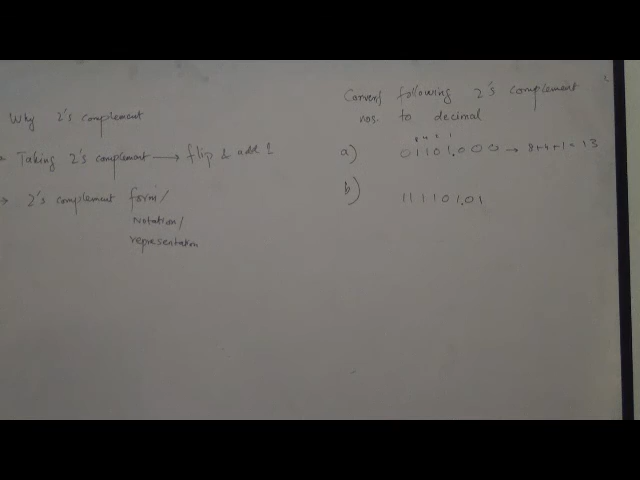 Why 2's complement
Taking 2's complement → flip & add 1
→ 2's complement form/
Notation/
representation
Convert following 2's complement
nos. to decimal
8 4 2 1
a) 01101.000 → 8+4+1=13
b) 111101.01